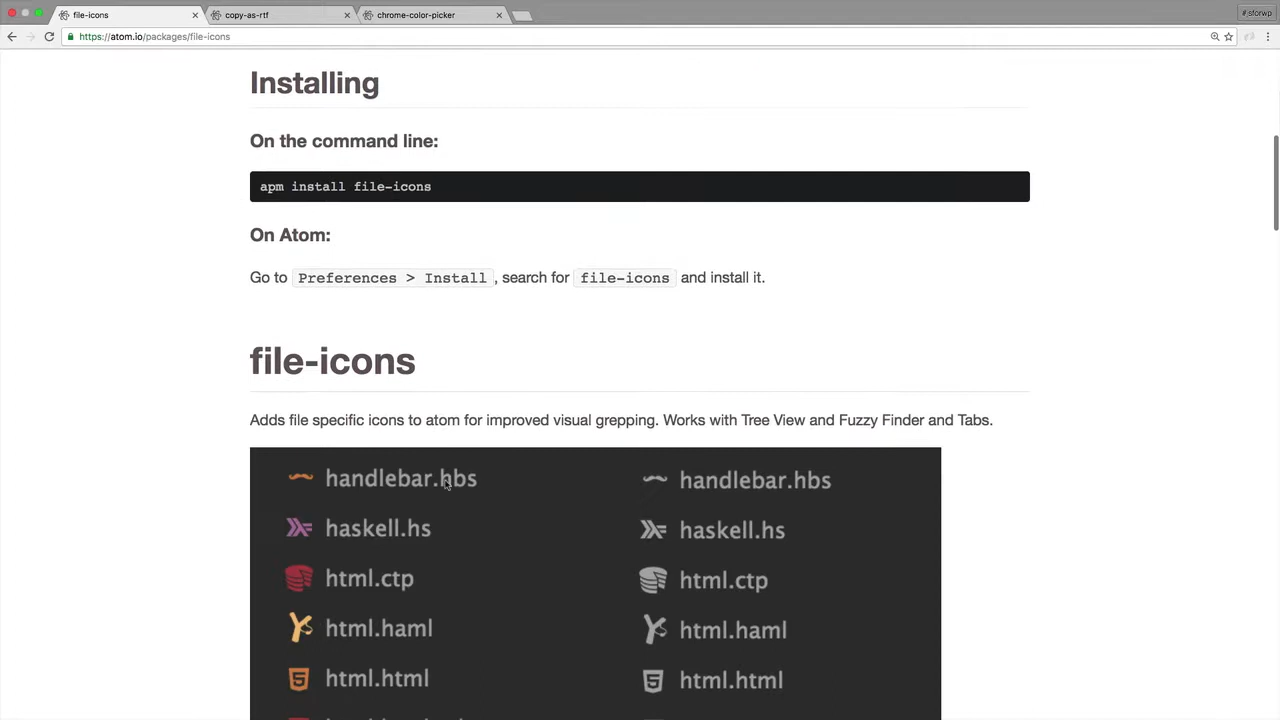 file-icons
copy-as-rtf
chrome-color-picker
# sforwp
https://atom.io/packages/file-icons
Installing
On the command line:
apm install file-icons
On Atom:
Go to Preferences > Install, search for file-icons and install it.
file-icons
Adds file specific icons to atom for improved visual grepping. Works with Tree View and Fuzzy Finder and Tabs.
handlebar.hbs
handlebar.hbs
haskell.hs
haskell.hs
html.ctp
html.ctp
html.haml
html.haml
html.html
html.html